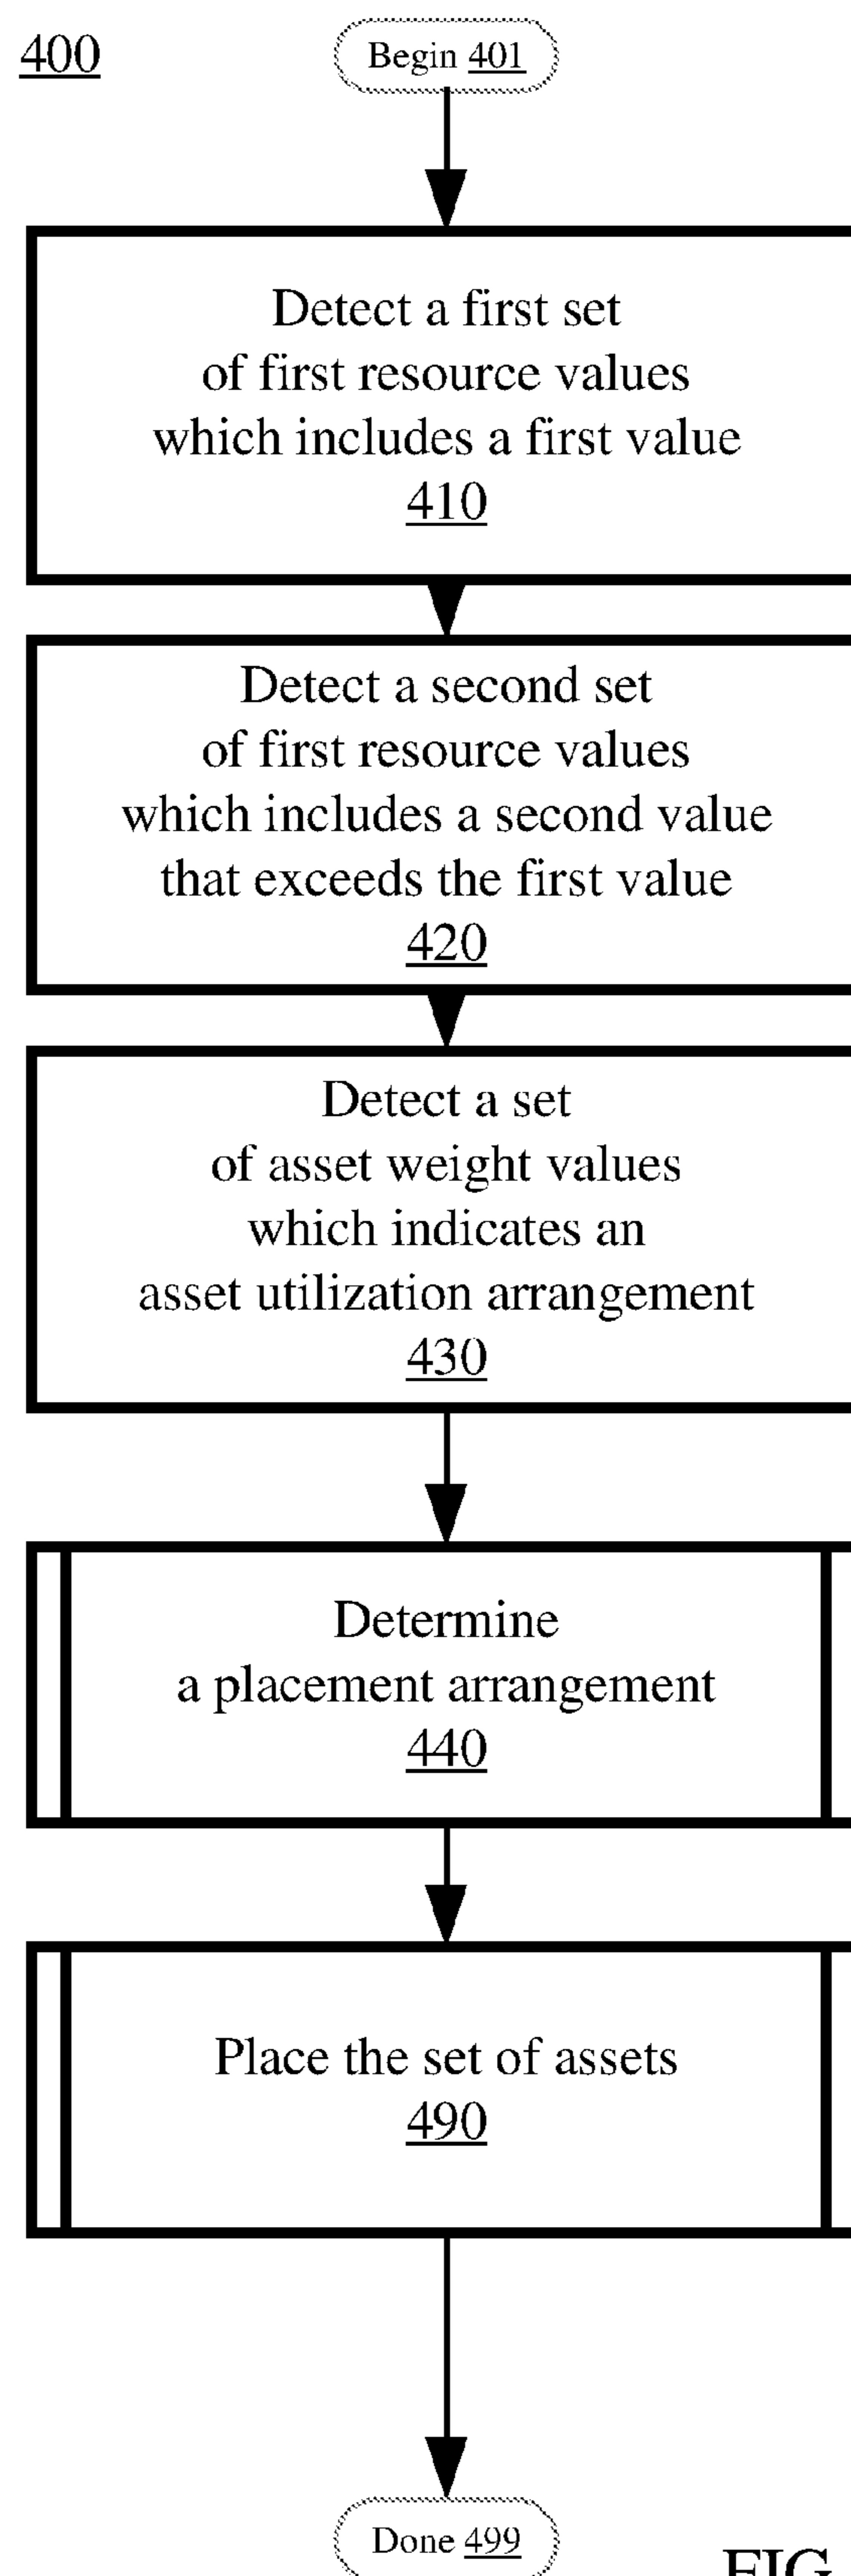 400
Begin 401
Detect a first set
of first resource values
which includes a first value
410
Detect a second set
of first resource values
which includes a second value
that exceeds the first value
420
Detect a set
of asset weight values
which indicates an
asset utilization arrangement
430
Determine
a placement arrangement
440
Place the set of assets
490
Done 499
FIG